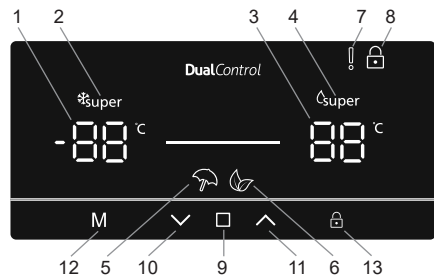 1 2 3 4 7 8
DualControl
super super
-88 °C 88 °C
M
12 5 10 9 11 6 13